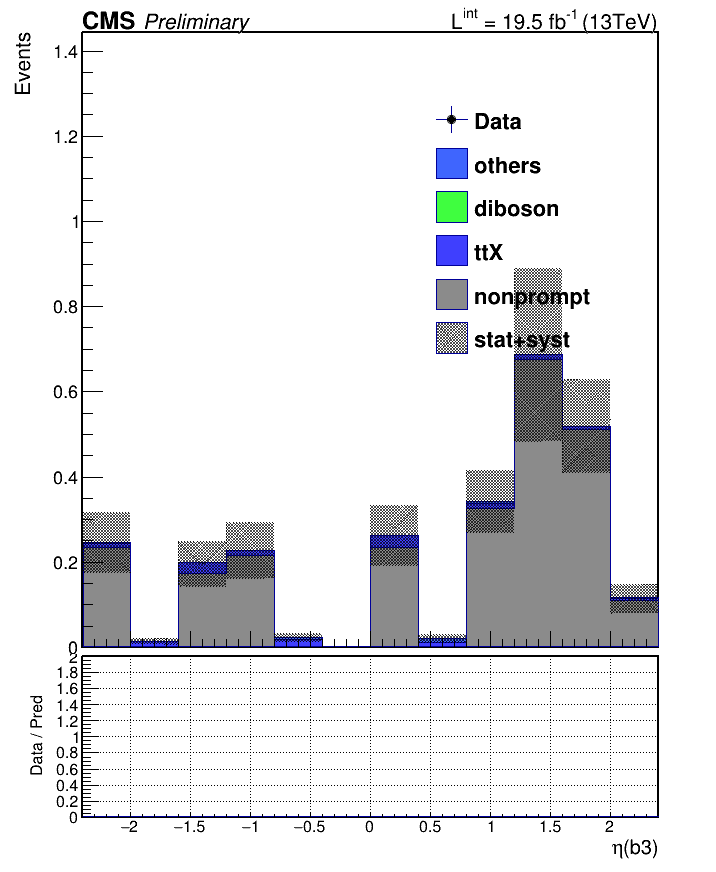 CMS Preliminary L^int = 19.5 fb^-1 (13TeV)
Events
1.4
1.2
1
0.8
0.6
0.4
0.2
0
Data
others
diboson
ttX
nonprompt
stat+syst
Data / Pred
2
1.8
1.6
1.4
1.2
1
0.8
0.6
0.4
0.2
0
−2 −1.5 −1 −0.5 0 0.5 1 1.5 2
η(b3)